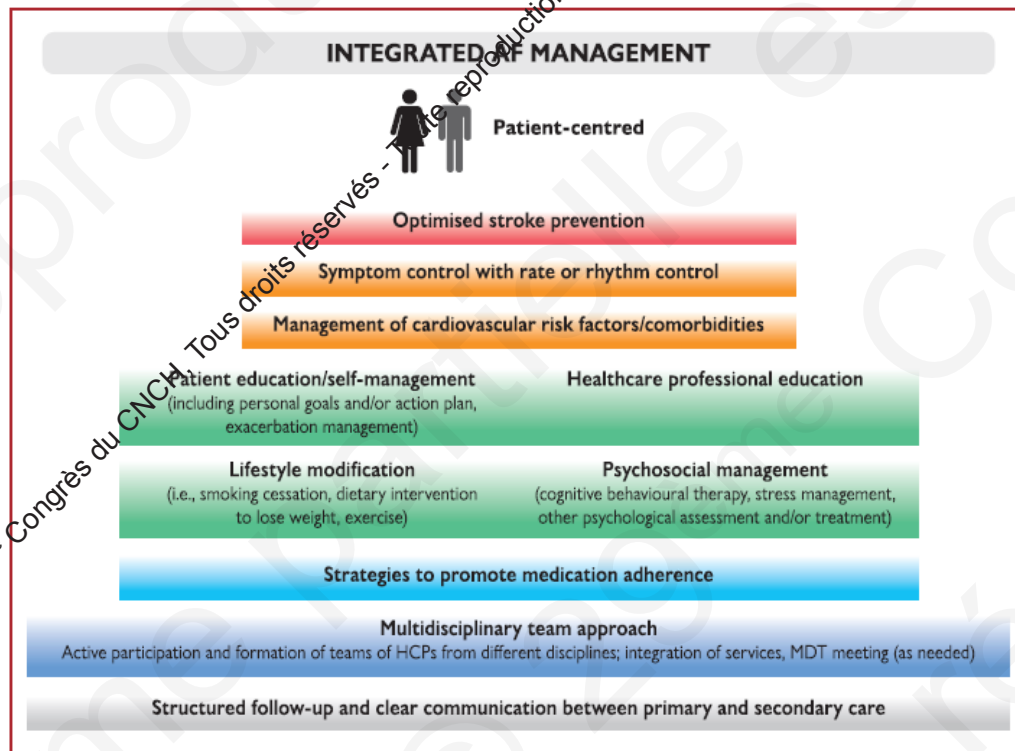 INTEGRATED AF MANAGEMENT
Patient-centred
Optimised stroke prevention
Symptom control with rate or rhythm control
Management of cardiovascular risk factors/comorbidities
Patient education/self-management
(including personal goals and/or action plan,
exacerbation management)
Healthcare professional education
Lifestyle modification
(i.e., smoking cessation, dietary intervention
to lose weight, exercise)
Psychosocial management
(cognitive behavioural therapy, stress management,
other psychological assessment and/or treatment)
Strategies to promote medication adherence
Multidisciplinary team approach
Active participation and formation of teams of HCPs from different disciplines; integration of services, MDT meeting (as needed)
Structured follow-up and clear communication between primary and secondary care
Congrès du CNCH, Tous droits réservés - Toute reproduction